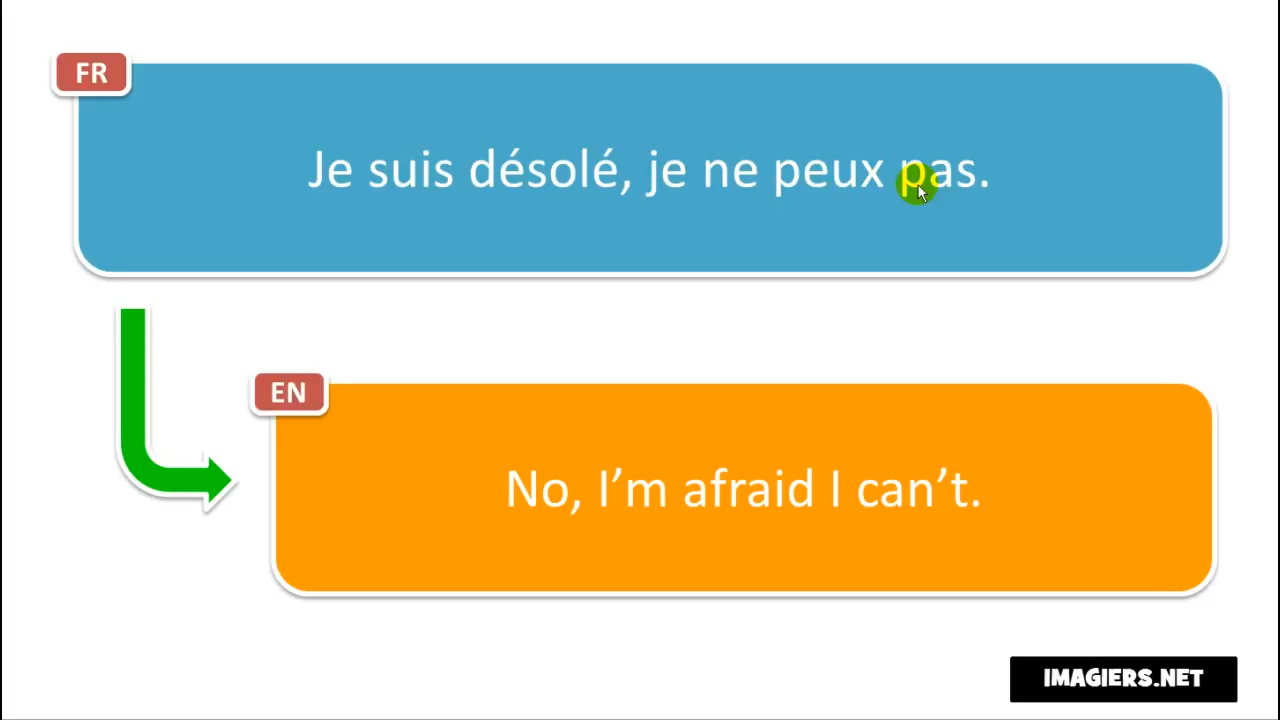 FR
Je suis désolé, je ne peux pas.
EN
No, I’m afraid I can’t.
IMAGIERS.NET